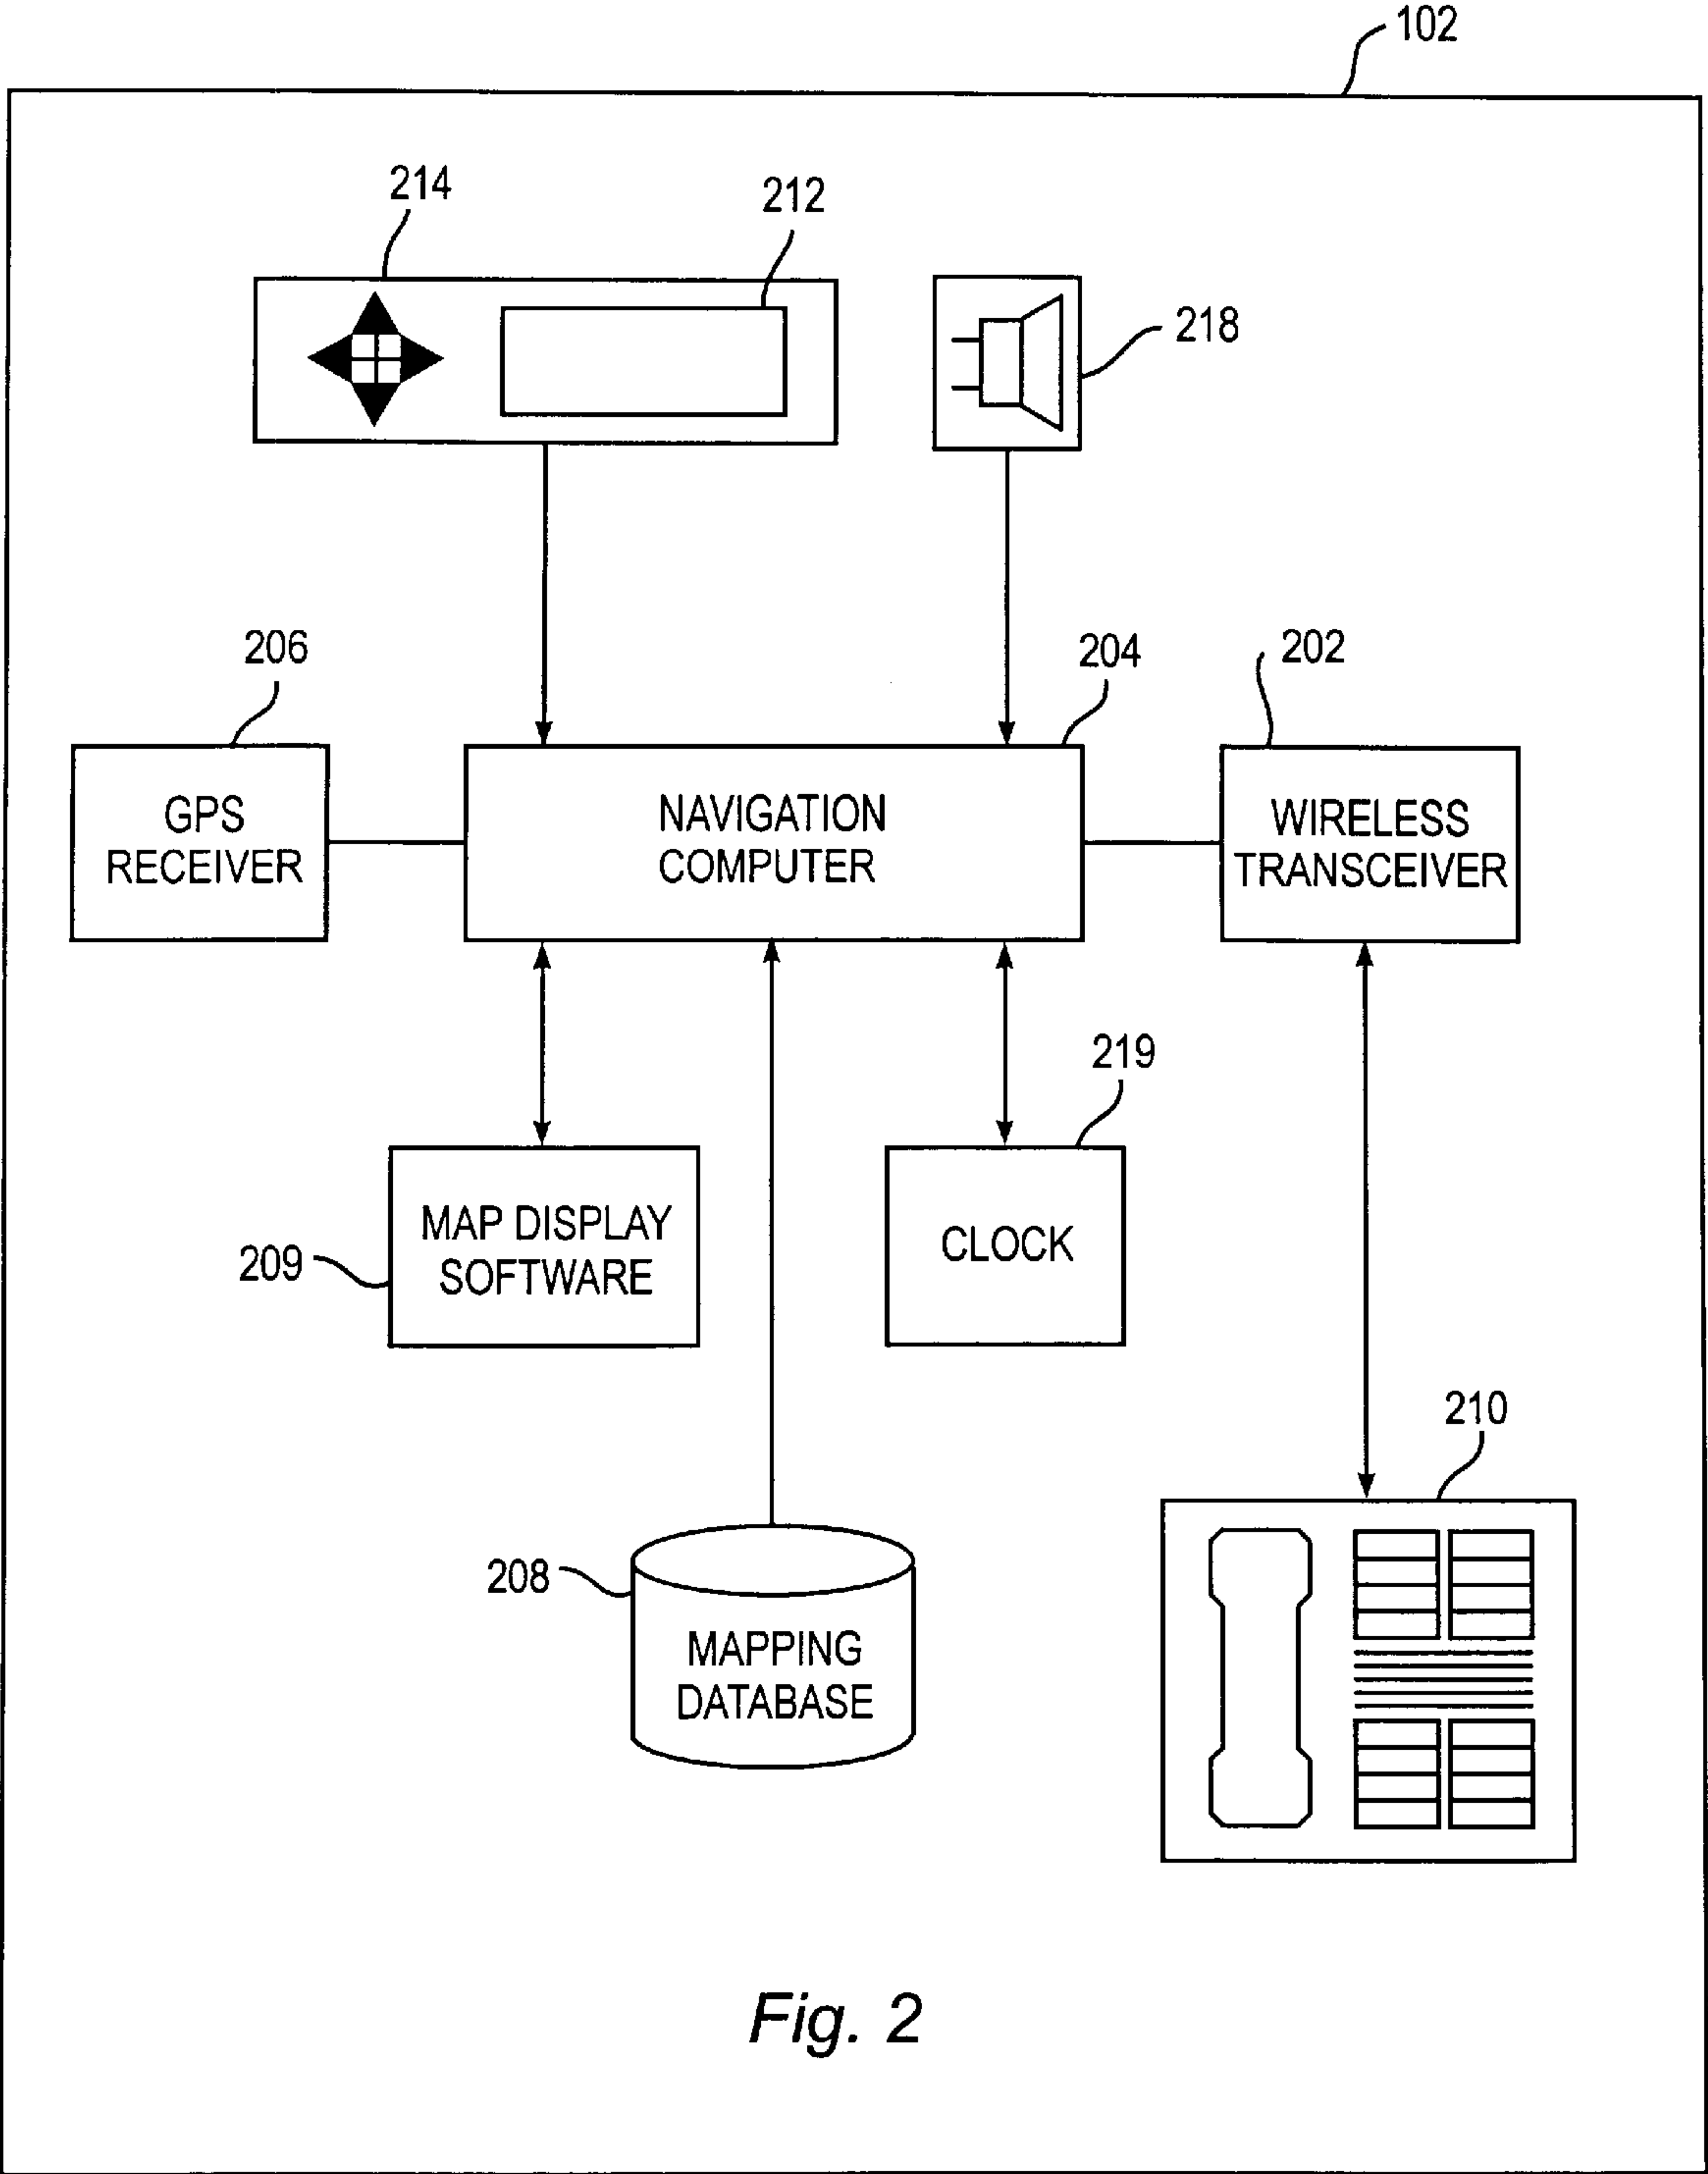 102
214
212
218
206
204
202
GPS
RECEIVER
NAVIGATION
COMPUTER
WIRELESS
TRANSCEIVER
219
MAP DISPLAY
SOFTWARE
209
CLOCK
210
208
MAPPING
DATABASE
Fig. 2